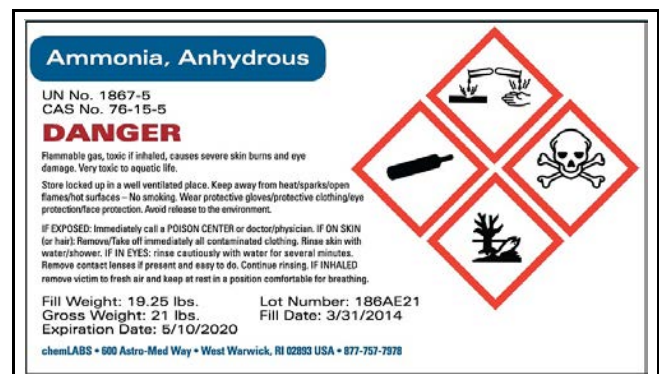 Ammonia, Anhydrous
UN No. 1867-5
CAS No. 76-15-5
DANGER
Flammable gas, toxic if inhaled, causes severe skin burns and eye
damage. Very toxic to aquatic life.
Store locked up in a well ventilated place. Keep away from heat/sparks/open
flames/hot surfaces – No smoking. Wear protective gloves/protective clothing/eye
protection/face protection. Avoid release to the environment.
IF EXPOSED: Immediately call a POISON CENTER or doctor/physician. IF ON SKIN
(or hair): Remove/Take off immediately all contaminated clothing. Rinse skin with
water/shower. IF IN EYES: rinse cautiously with water for several minutes.
Remove contact lenses if present and easy to do. Continue rinsing. IF INHALED
remove victim to fresh air and keep at rest in a position comfortable for breathing.
Fill Weight: 19.25 lbs. Lot Number: 186AE21
Gross Weight: 21 lbs. Fill Date: 3/31/2014
Expiration Date: 5/10/2020
chemLABS • 600 Astro-Med Way • West Warwick, RI 02893 USA • 877-757-7978